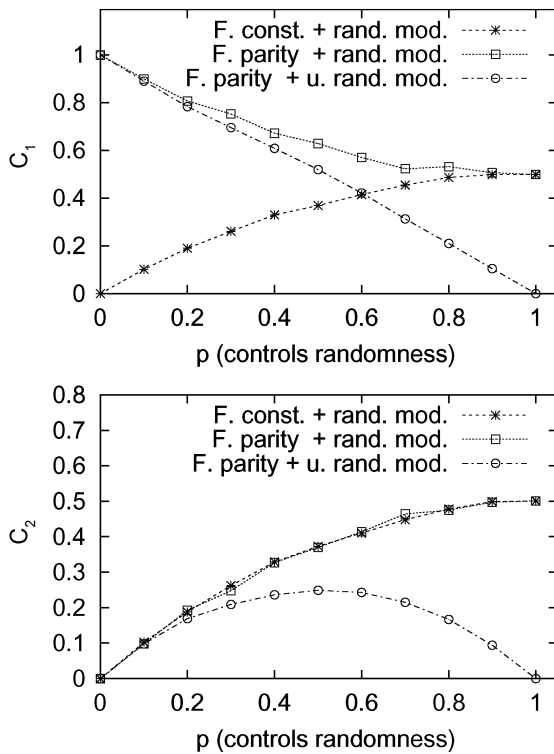 F. const. + rand. mod.
F. parity + rand. mod.
F. parity + u. rand. mod.
1
0.8
0.6
0.4
0.2
0
C1
0 0.2 0.4 0.6 0.8 1
p (controls randomness)
F. const. + rand. mod.
F. parity + rand. mod.
F. parity + u. rand. mod.
0.8
0.7
0.6
0.5
0.4
0.3
0.2
0.1
0
C2
0 0.2 0.4 0.6 0.8 1
p (controls randomness)